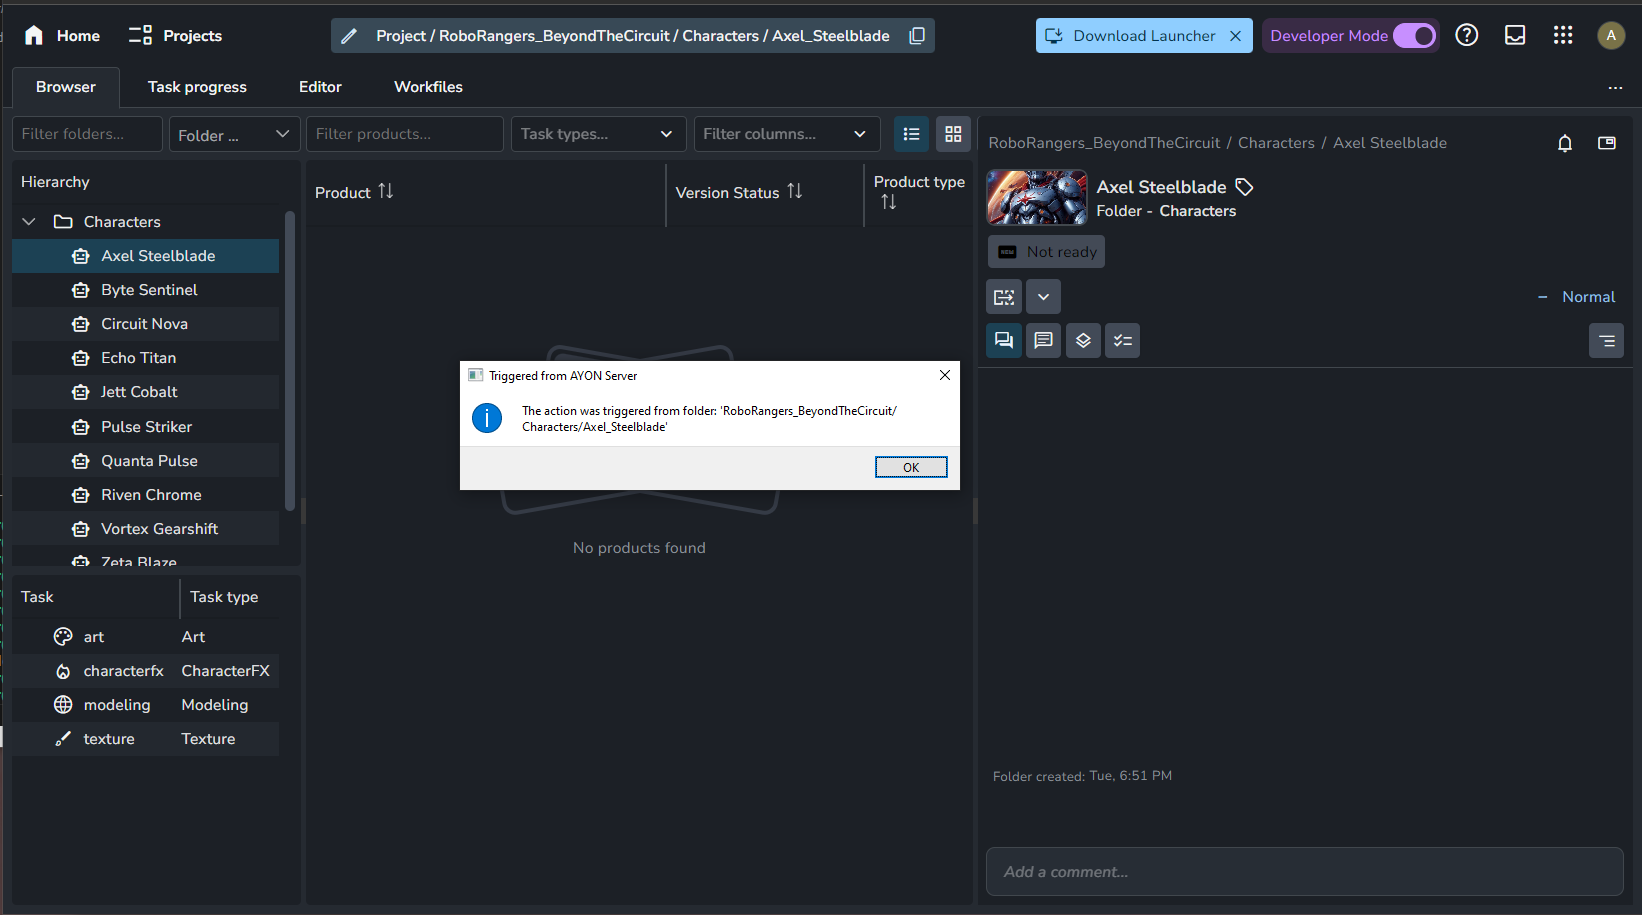 Home
Projects
Project / RoboRangers_BeyondTheCircuit / Characters / Axel_Steelblade
Download Launcher
Developer Mode
A
Browser
Task progress
Editor
Workfiles
...
Filter folders...
Folder ...
Filter products...
Task types...
Filter columns...
Hierarchy
Characters
Axel Steelblade
Byte Sentinel
Circuit Nova
Echo Titan
Jett Cobalt
Pulse Striker
Quanta Pulse
Riven Chrome
Vortex Gearshift
Zeta Blaze
Task
Task type
art
Art
characterfx
CharacterFX
modeling
Modeling
texture
Texture
Product
Version Status
Product type
Triggered from AYON Server
The action was triggered from folder: 'RoboRangers_BeyondTheCircuit/
Characters/Axel_Steelblade'
OK
No products found
RoboRangers_BeyondTheCircuit / Characters / Axel Steelblade
Axel Steelblade
Folder - Characters
NEW
Not ready
Normal
Folder created: Tue, 6:51 PM
Add a comment...